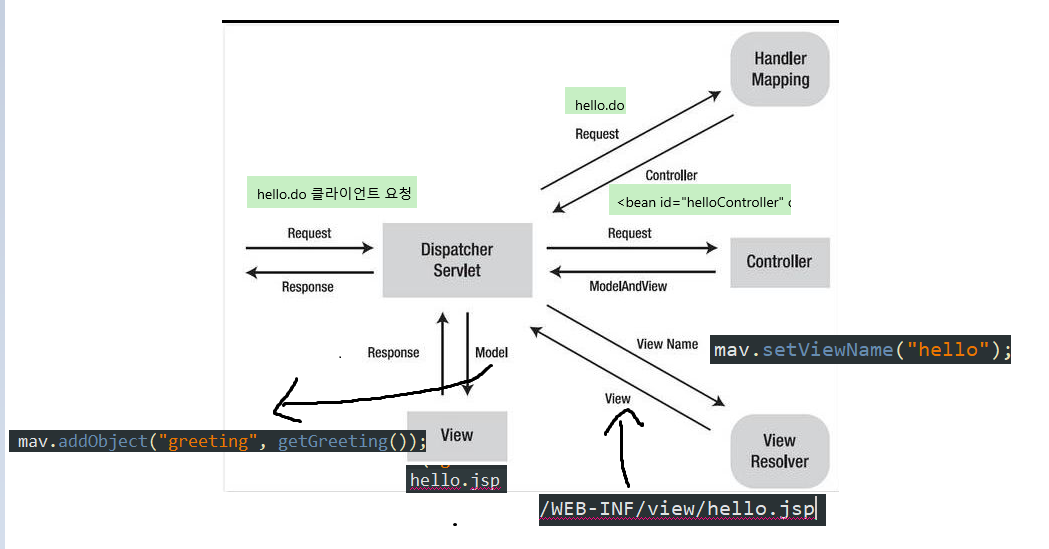 Handler
Mapping
hello.do
Request
Controller
hello.do 클라이언트 요청
<bean id="helloController"
Request
Response
Dispatcher
Servlet
Request
ModelAndView
Controller
Response
Model
View Name
mav.setViewName("hello");
View
mav.addObject("greeting", getGreeting());
View
hello.jsp
View
Resolver
/WEB-INF/view/hello.jsp